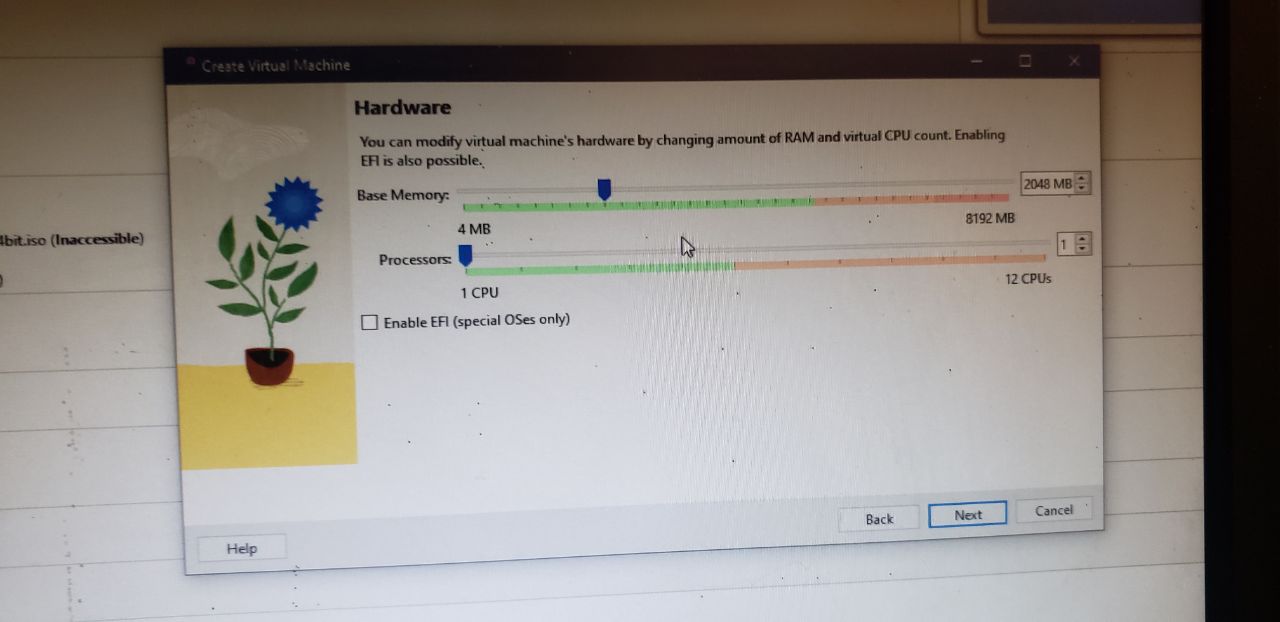 Create Virtual Machine
Hardware
You can modify virtual machine's hardware by changing amount of RAM and virtual CPU count. Enabling
EFI is also possible.
Base Memory:
2048 MB
4 MB
8192 MB
4bit.iso (Inaccessible)
)
Processors:
1
1 CPU
12 CPUs
Enable EFI (special OSes only)
Help
Back
Next
Cancel